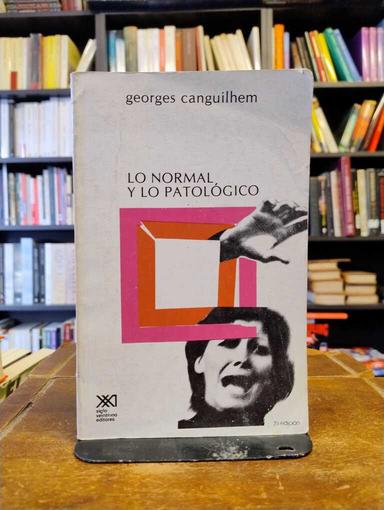 georges canguilhem
LO NORMAL
Y LO PATOLÓGICO
siglo
veintiuno
editores